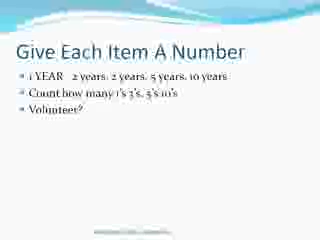 Give Each Item A Number
1 YEAR 2 years, 2 years, 5 years, 10 years
Count how many 1's 3's, 5's 10's
Volunteer?